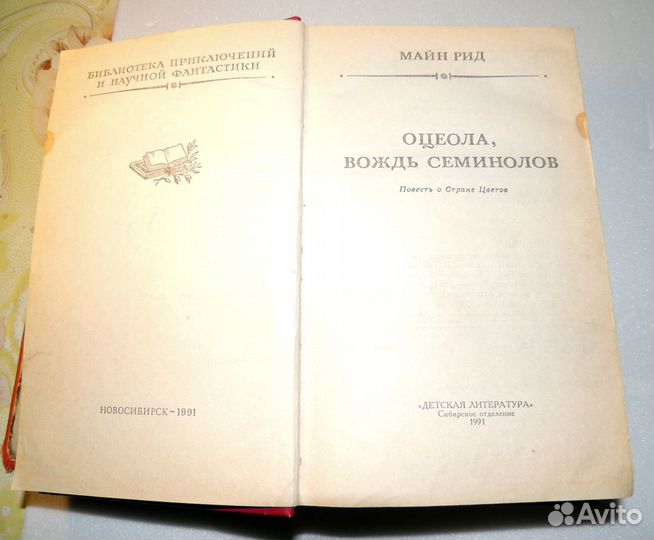 БИБЛИОТЕКА ПРИКЛЮЧЕНИЙ
И НАУЧНОЙ ФАНТАСТИКИ
НОВОСИБИРСК~1991
МАЙН РИД
ОЦЕОЛА,
ВОЖДЬ СЕМИНОЛОВ
Повесть о Стране Цветов
«ДЕТСКАЯ ЛИТЕРАТУРА»
Сибирское отделение
1991
Avito